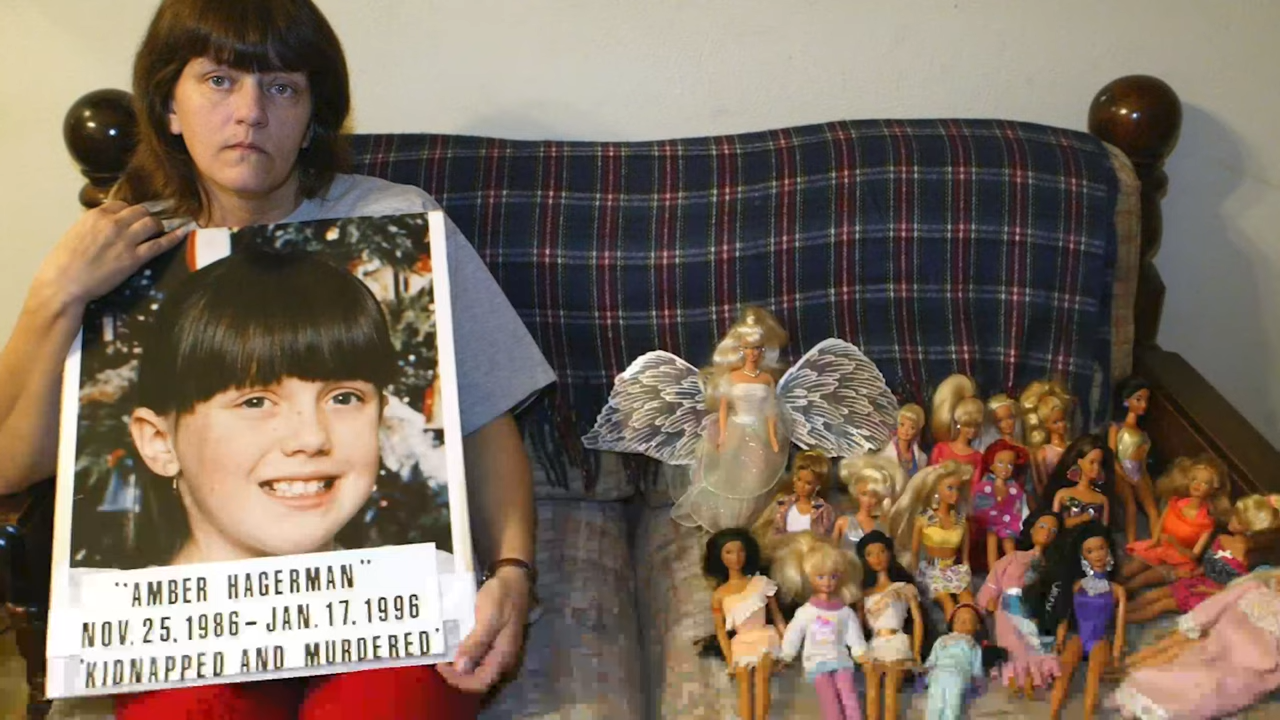 "AMBER HAGERMAN"
NOV. 25, 1986 - JAN. 17. 1996
"KIDNAPPED AND MURDERED"